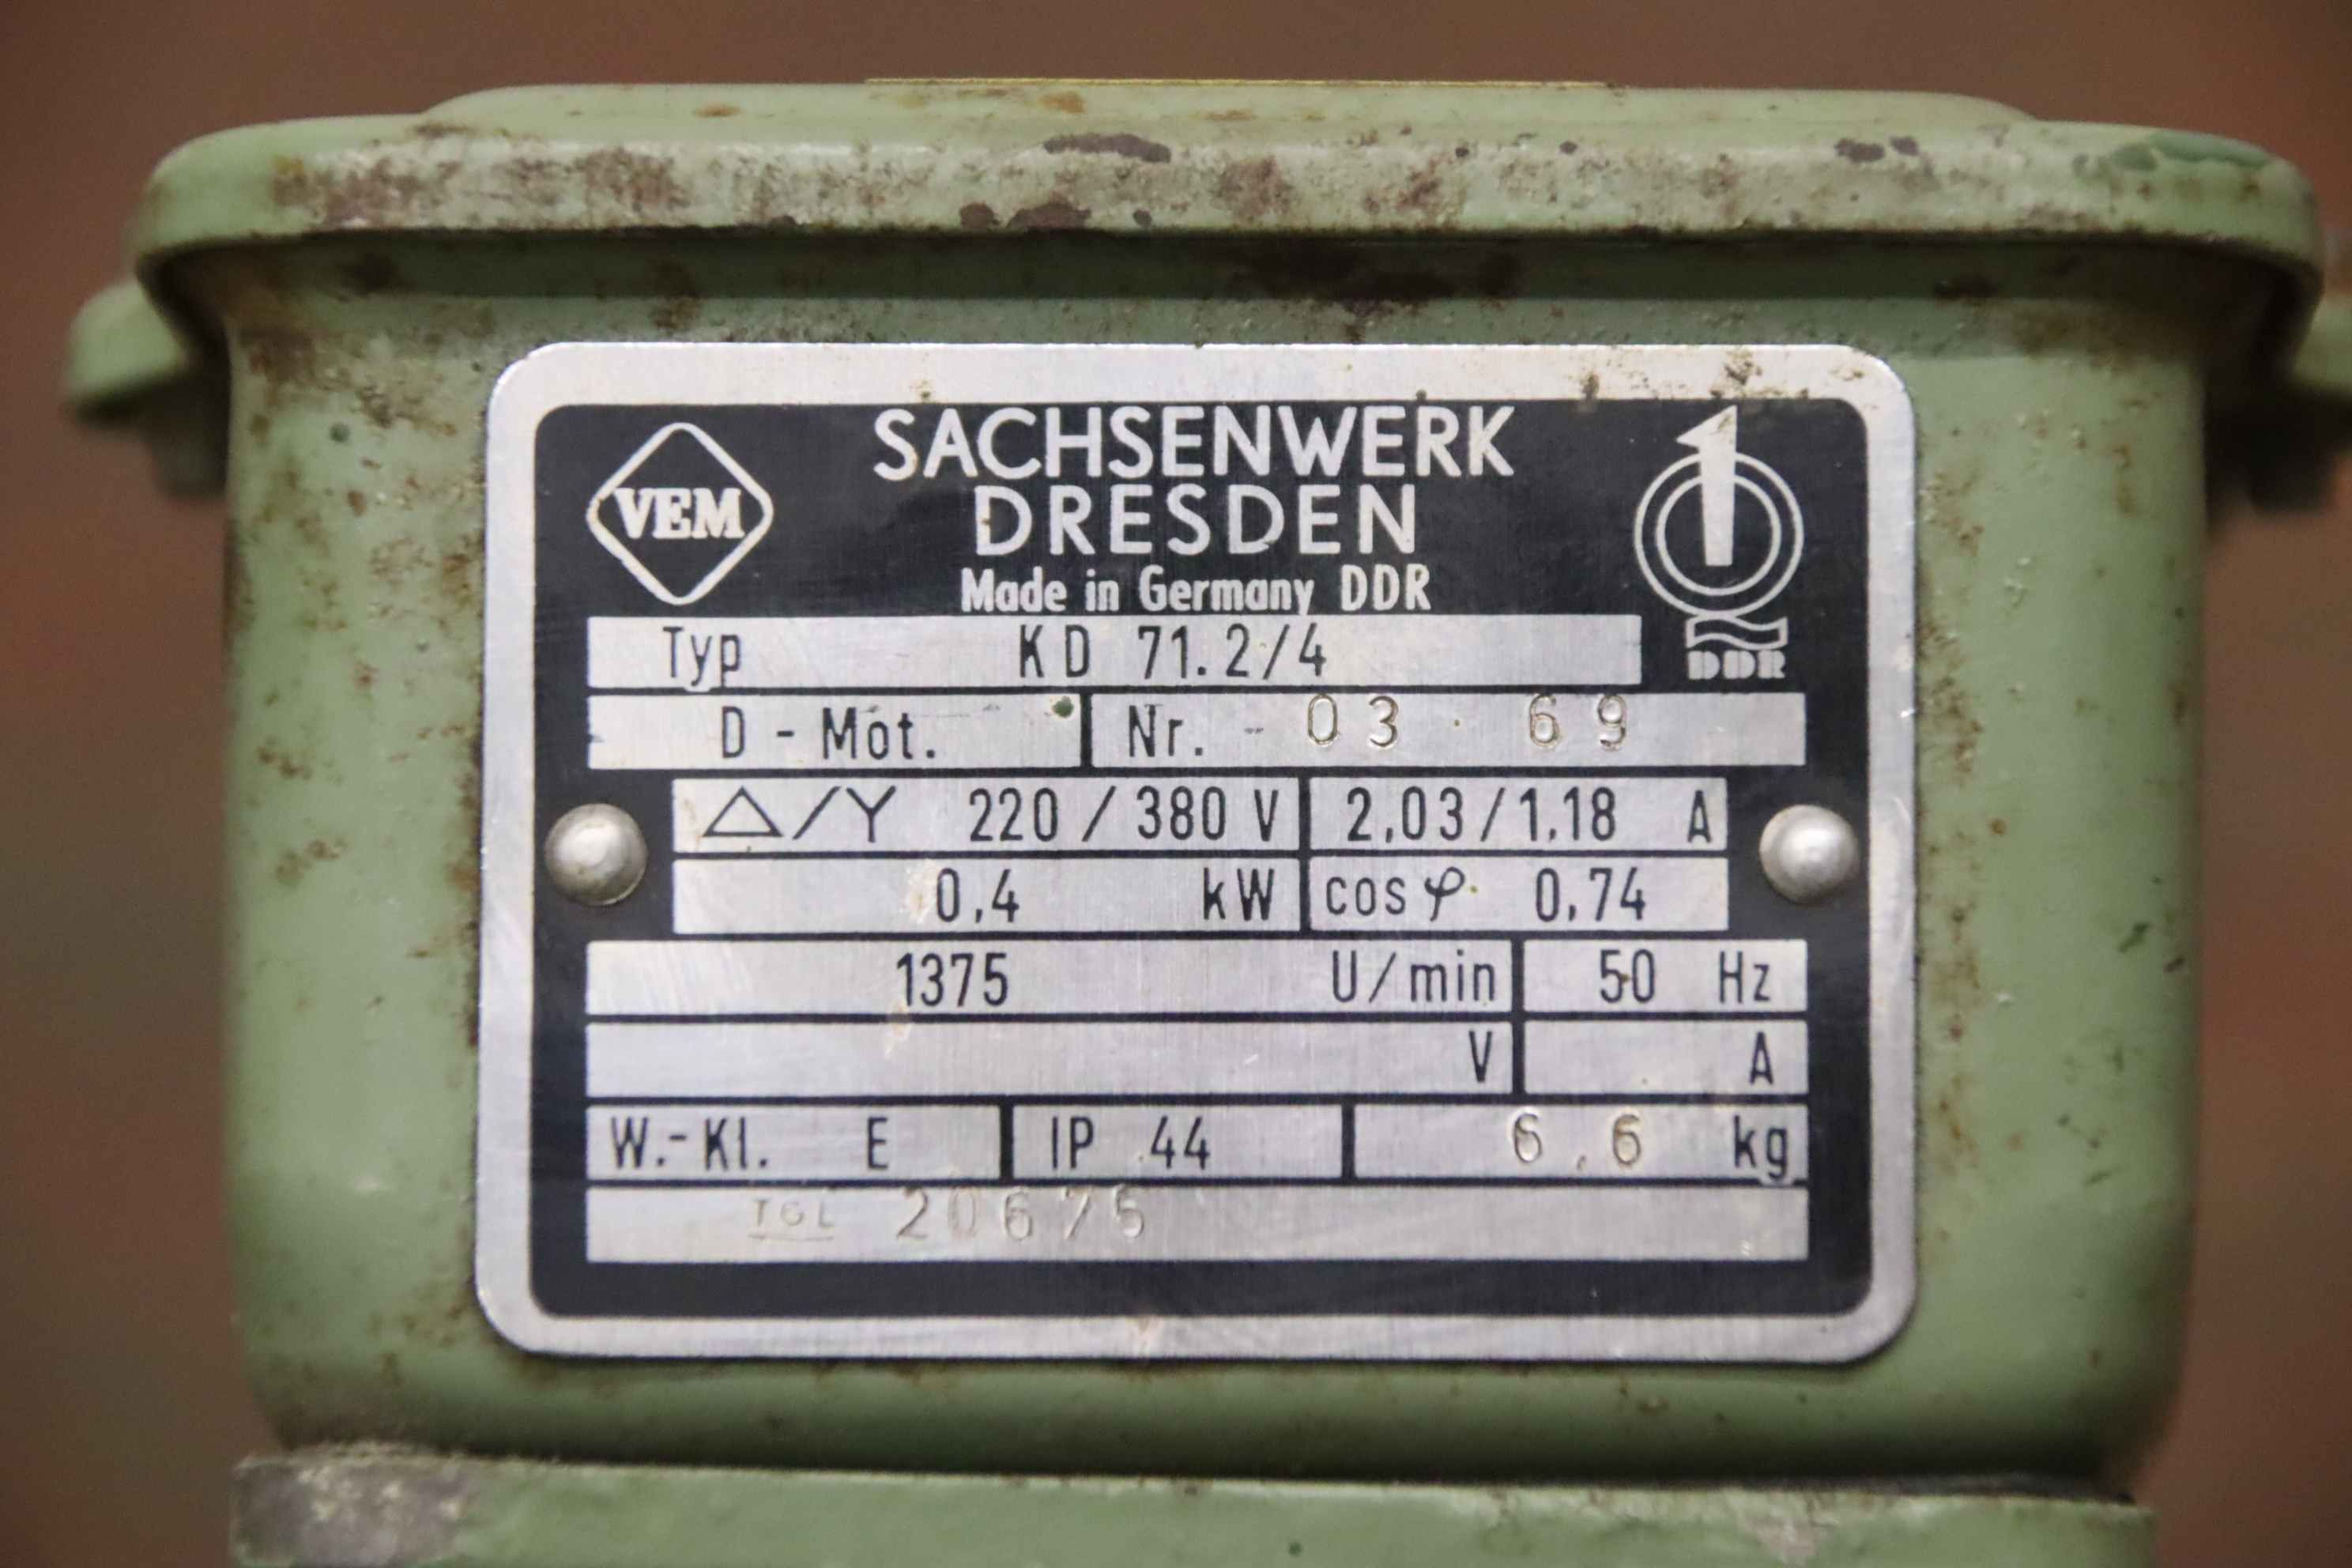 VEM
SACHSENWERK
DRESDEN
Made in Germany DDR
1
DDR
Typ KD 71.2/4
D - Mot. Nr. - 03 · 69
△/Y 220 / 380 V 2,03/1,18 A
0,4 kW cos φ 0,74
1375 U/min 50 Hz
V A
W.-Kl. E IP 44 6,6 kg
TGL 20675